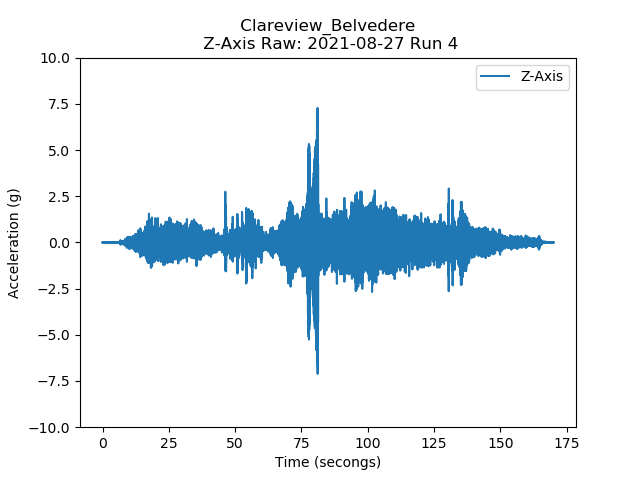 Clareview_Belvedere
Z-Axis Raw: 2021-08-27 Run 4
Z-Axis
Acceleration (g)
10.0
7.5
5.0
2.5
0.0
−2.5
−5.0
−7.5
−10.0
0 25 50 75 100 125 150 175
Time (secongs)